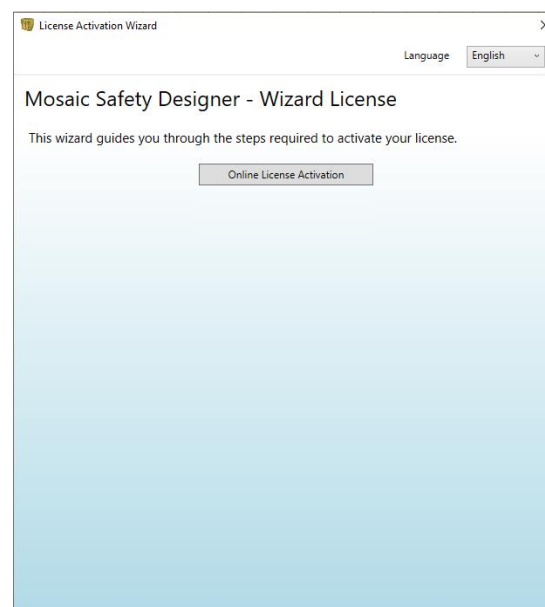 License Activation Wizard
Language English
Mosaic Safety Designer - Wizard License
This wizard guides you through the steps required to activate your license.
Online License Activation